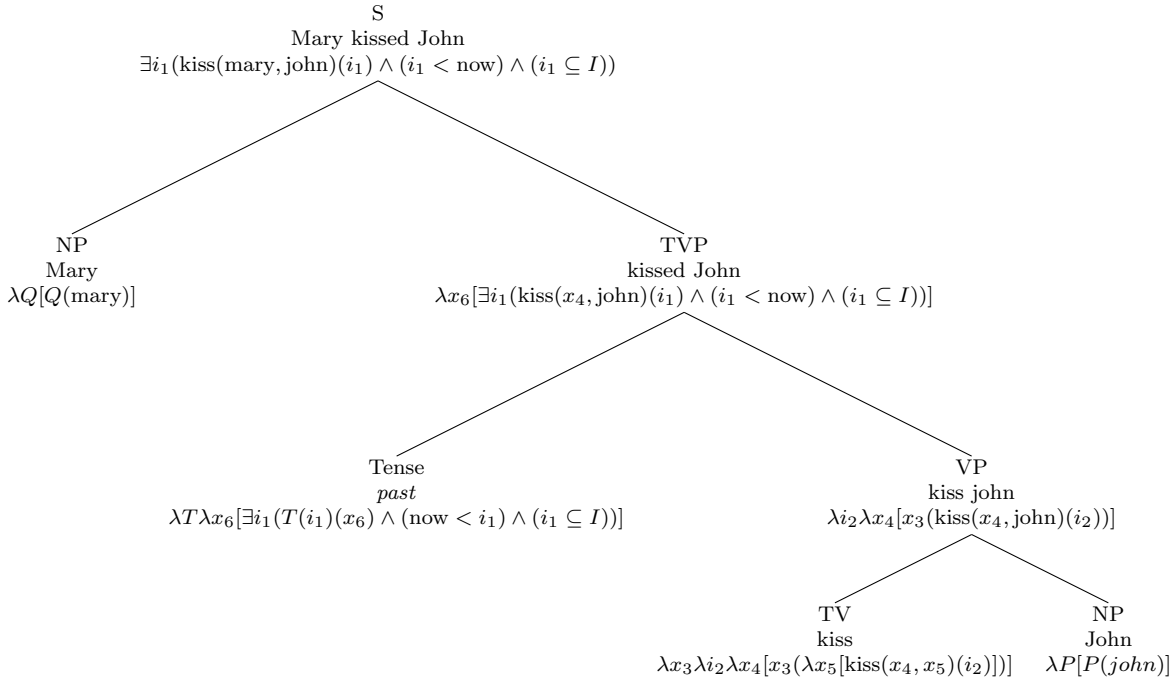 S
Mary kissed John
∃i₁(kiss(mary, john)(i₁) ∧ (i₁ < now) ∧ (i₁ ⊆ I))
NP
Mary
λQ[Q(mary)]
TVP
kissed John
λx₆[∃i₁(kiss(x₄, john)(i₁) ∧ (i₁ < now) ∧ (i₁ ⊆ I))]
Tense
past
λTλx₆[∃i₁(T(i₁)(x₆) ∧ (now < i₁) ∧ (i₁ ⊆ I))]
VP
kiss john
λi₂λx₄[x₃(kiss(x₄, john)(i₂))]
TV
kiss
λx₃λi₂λx₄[x₃(λx₅[kiss(x₄, x₅)(i₂)])]
NP
John
λP[P(john)]